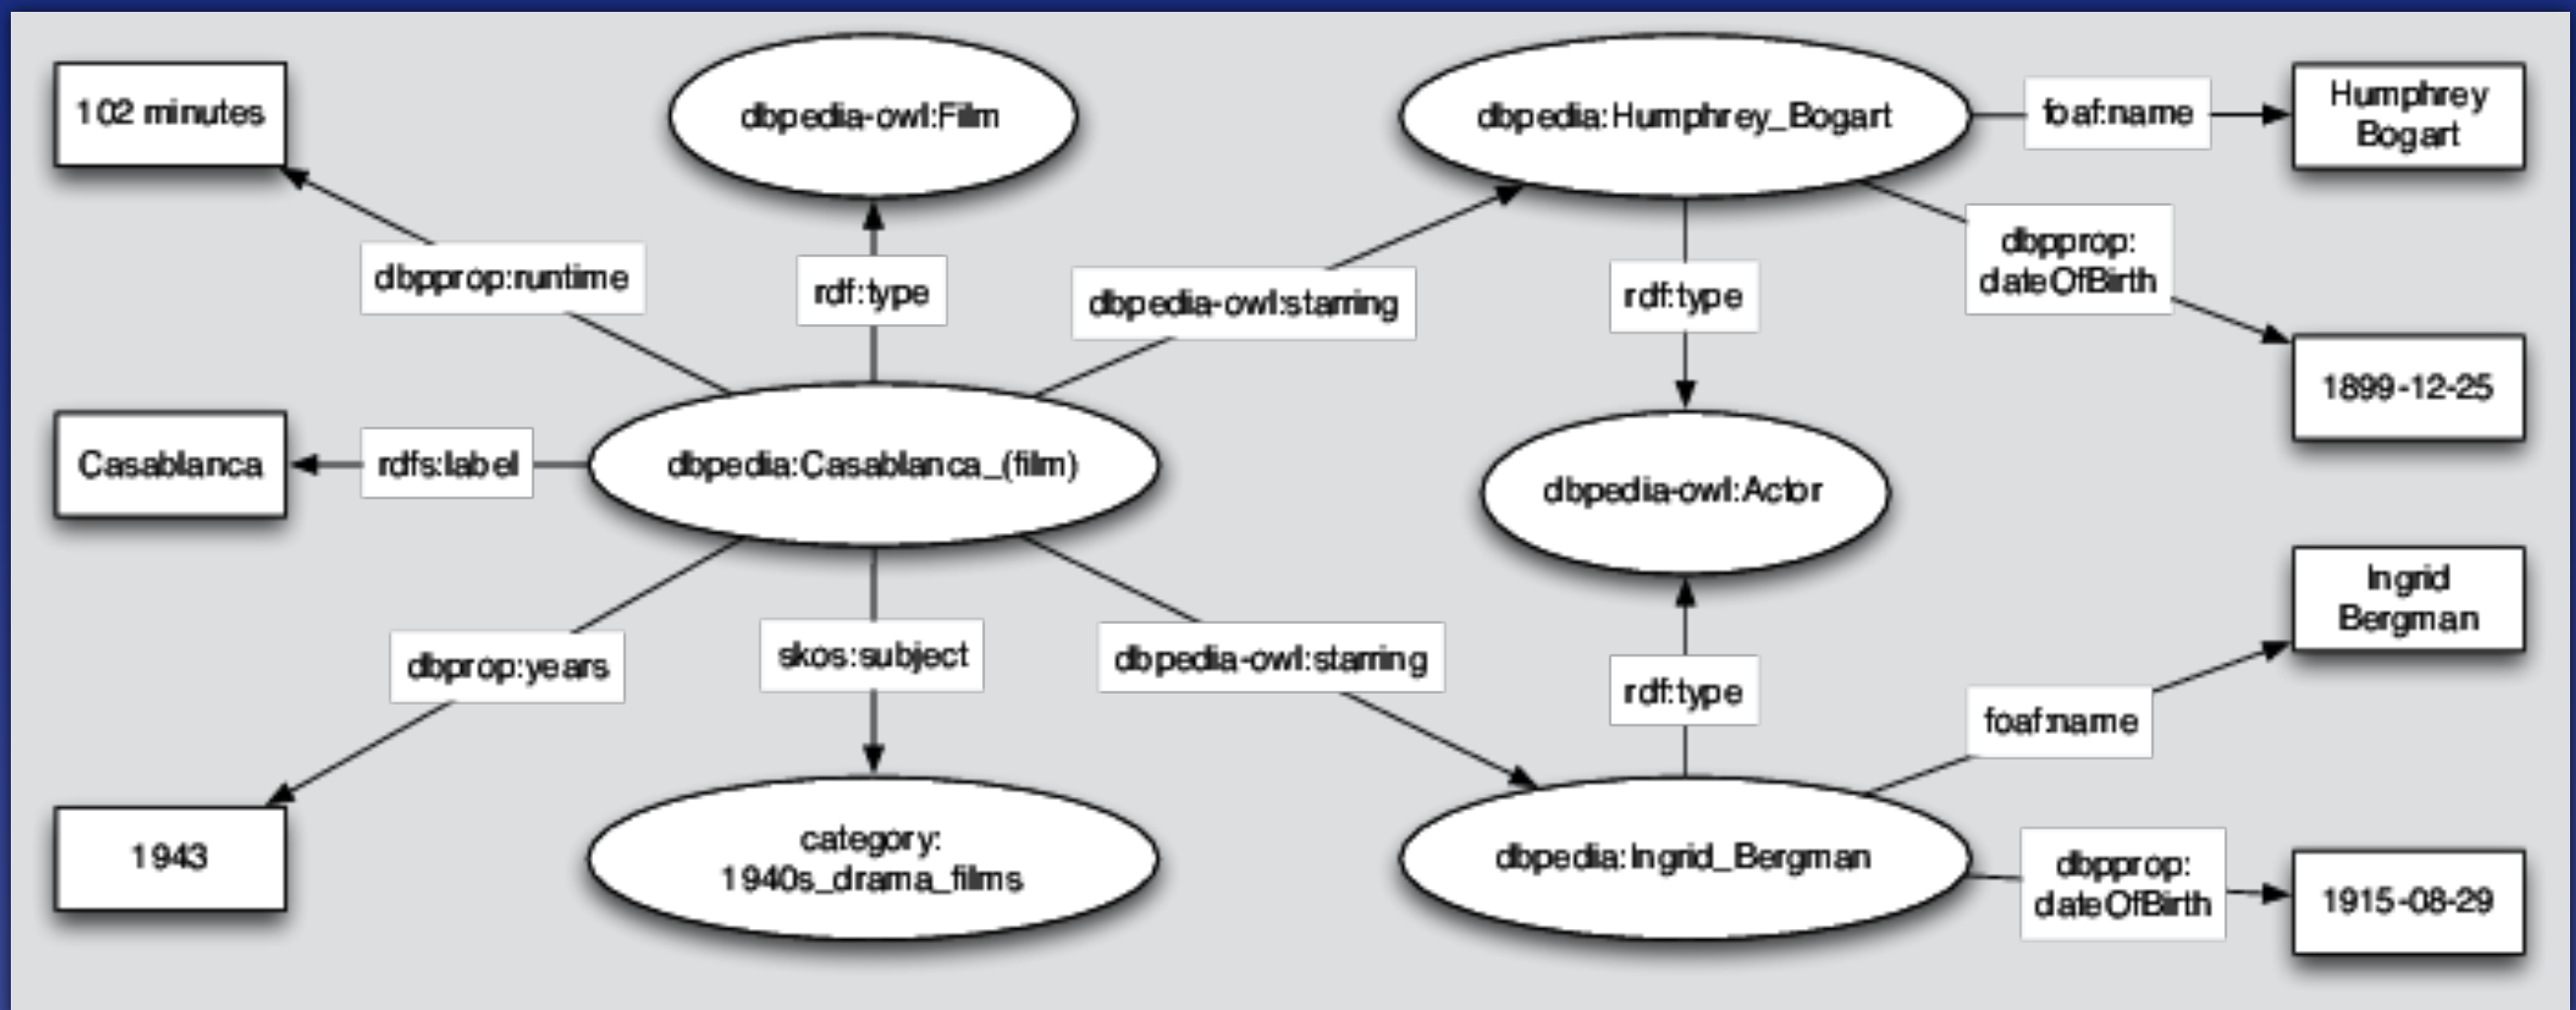 102 minutes
dbpedia-owl:Film
dbpedia:Humphrey_Bogart
foaf:name
Humphrey
Bogart
dbpprop:runtime
rdf:type
dbpedia-owl:starring
rdf:type
dbpprop:
dateOfBirth
1899-12-25
Casablanca
rdfs:label
dbpedia:Casablanca_(film)
dbpedia-owl:Actor
Ingrid
Bergman
dbprop:years
skos:subject
dbpedia-owl:starring
rdf:type
foaf:name
1943
category:
1940s_drama_films
dbpedia:Ingrid_Bergman
dbpprop:
dateOfBirth
1915-08-29